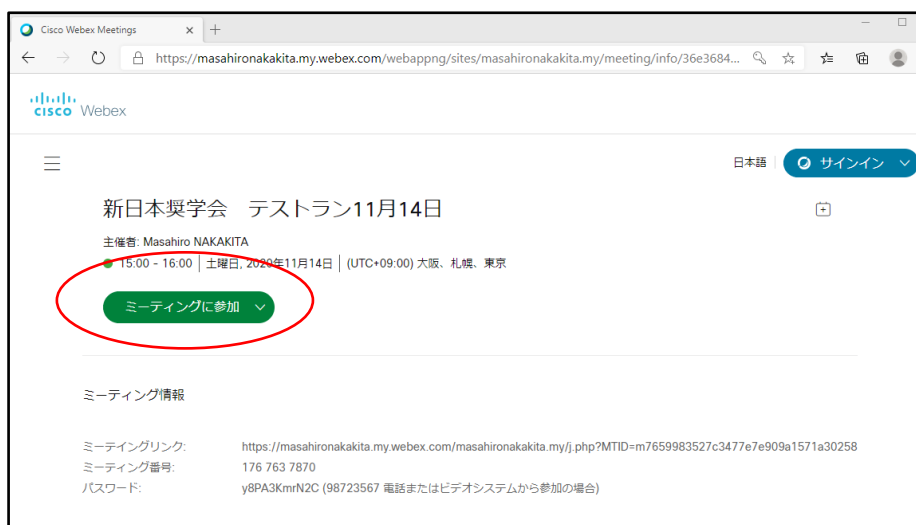 Cisco Webex Meetings
https://masahironakakita.my.webex.com/webappng/sites/masahironakakita.my/meeting/info/36e3684...
CISCO Webex
日本語 サインイン
新日本奨学会　テストラン11月14日
主催者: Masahiro NAKAKITA
15:00 - 16:00 | 土曜日, 2020年11月14日 | (UTC+09:00) 大阪、札幌、東京
ミーティングに参加
ミーティング情報
ミーティングリンク: https://masahironakakita.my.webex.com/masahironakakita.my/j.php?MTID=m7659983527c3477e7e909a1571a30258
ミーティング番号: 176 763 7870
パスワード: y8PA3KmrN2C (98723567 電話またはビデオシステムから参加の場合)